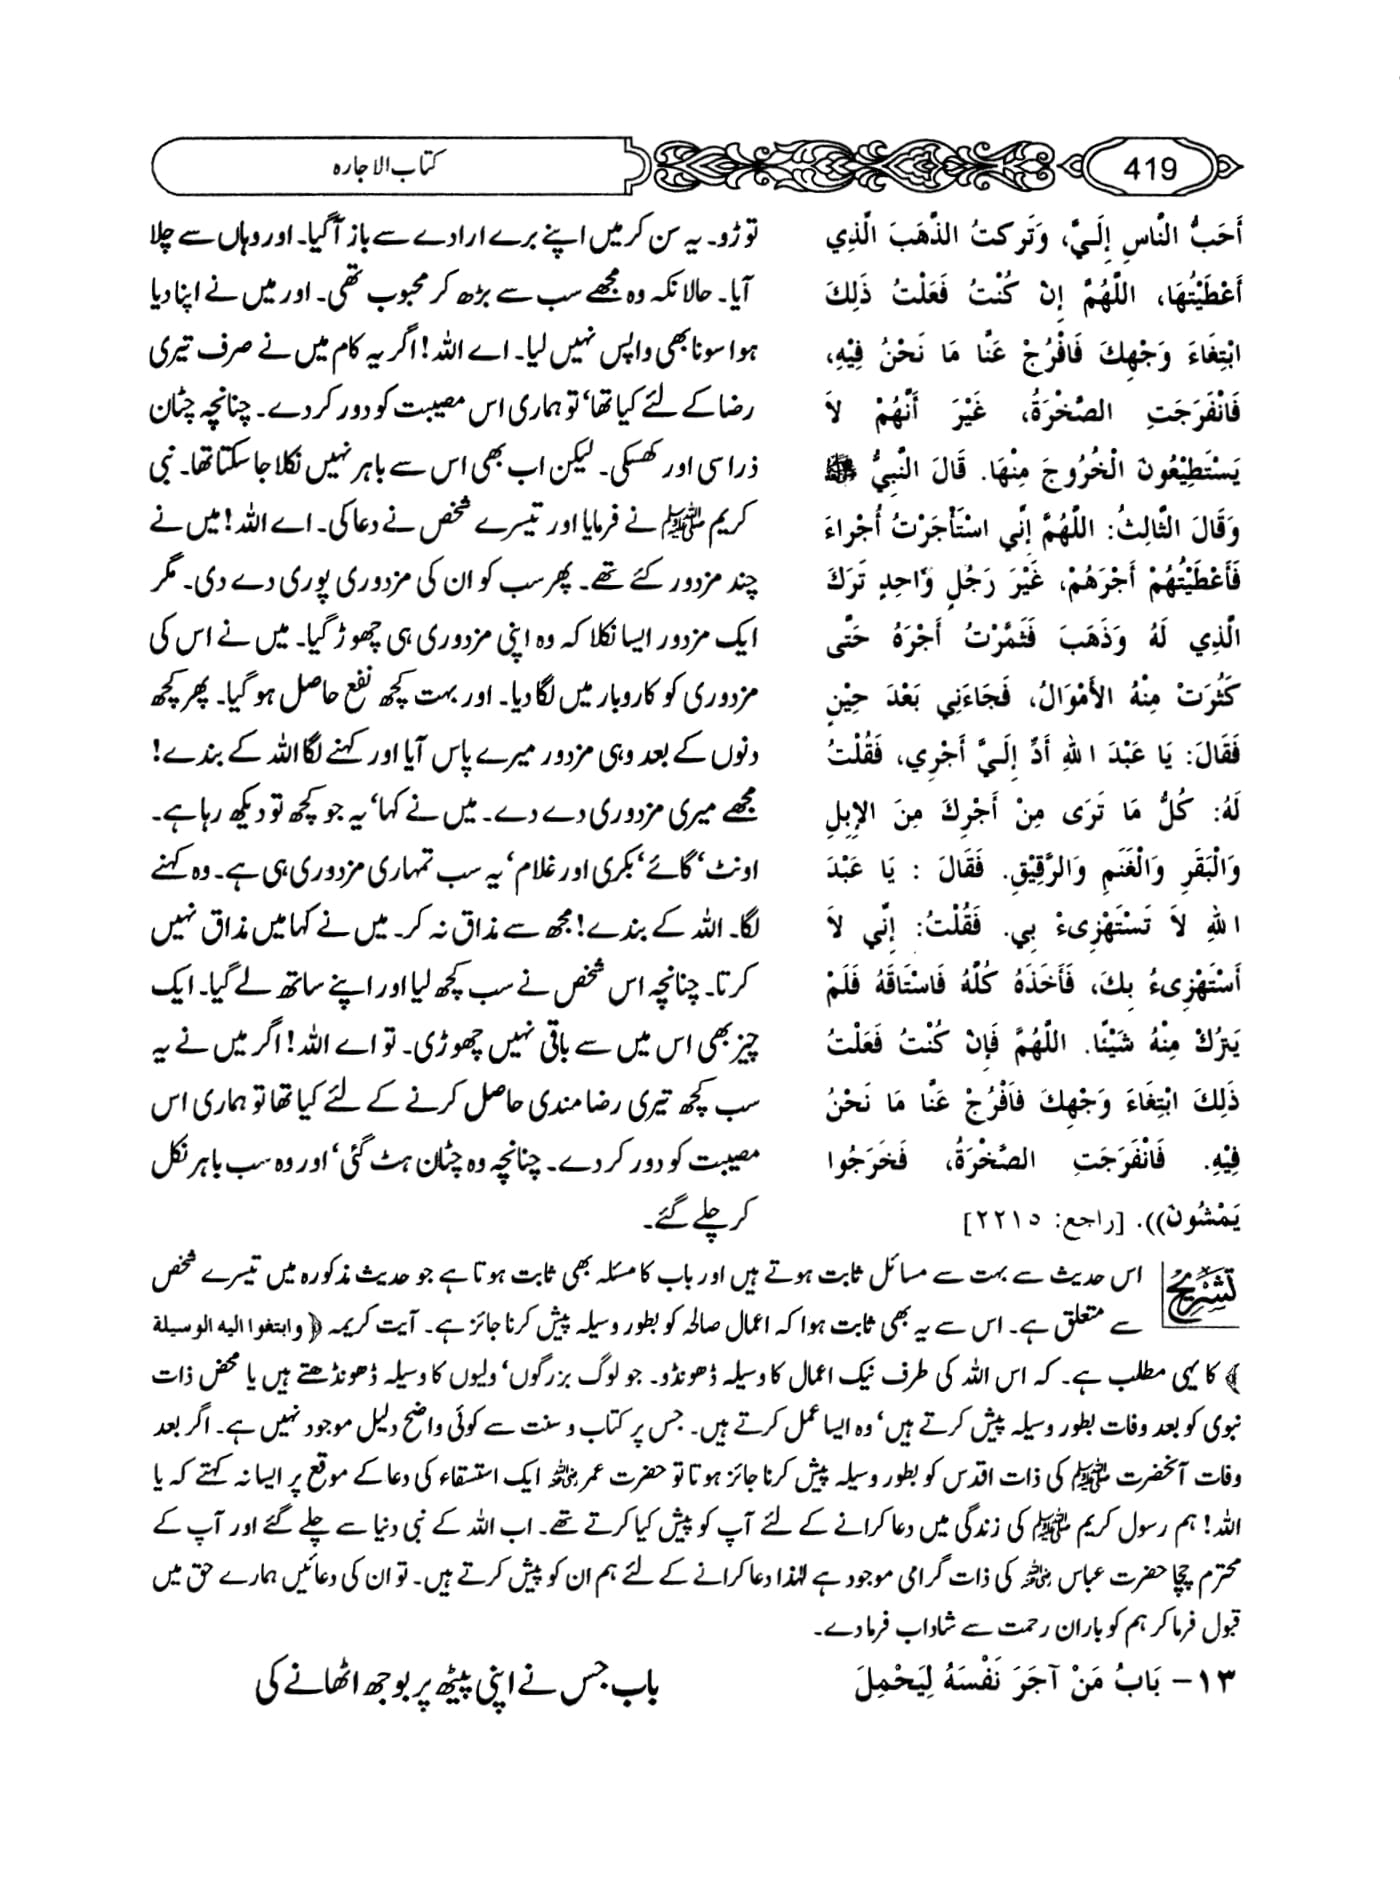 419
کتاب الاجارہ
أَحَبُّ النَّاسِ إِلَيَّ، وَتَرَكتُ الذَّهَبَ الَّذِي
أَعْطَيْتُهَا، اللَّهُمَّ إِنْ كُنْتُ فَعَلْتُ ذَلِكَ
ابْتِغَاءَ وَجْهِكَ فَافْرُجْ عَنَّا مَا نَحْنُ فِيْهِ،
فَانْفَرَجَتِ الصَّخْرَةُ، غَيْرَ أَنَّهُمْ لاَ
يَسْتَطِيْعُونَ الْخُرُوجَ مِنْهَا. قَالَ النَّبِيُّ ﷺ
وَقَالَ الثَّالِثُ: اللَّهُمَّ إِنِّي اسْتَأْجَرْتُ أُجْرَاءَ
فَأَعْطَيْتُهُمْ أَجْرَهُمْ، غَيْرَ رَجُلٍ وَاحِدٍ تَرَكَ
الَّذِي لَهُ وَذَهَبَ فَثَمَّرْتُ أَجْرَهُ حَتَّى
كَثُرَتْ مِنْهُ الأَمْوَالُ، فَجَاءَنِي بَعْدَ حِيْنٍ
فَقَالَ: يَا عَبْدَ اللهِ أَدِّ إِلَيَّ أَجْرِي، فَقُلْتُ
لَهُ: كُلُّ مَا تَرَى مِنْ أَجْرِكَ مِنَ الإِبِلِ
وَالْبَقَرِ وَالْغَنَمِ وَالرَّقِيْقِ. فَقَالَ : يَا عَبْدَ
اللهِ لاَ تَسْتَهْزِىءْ بِي. فَقُلْتُ: إِنِّي لاَ
أَسْتَهْزِىءُ بِكَ، فَأَخَذَهُ كُلَّهُ فَاسْتَاقَهُ فَلَمْ
يَتْرُكْ مِنْهُ شَيْئًا. اللَّهُمَّ فَإِنْ كُنْتُ فَعَلْتُ
ذَلِكَ ابْتِغَاءَ وَجْهِكَ فَافْرُجْ عَنَّا مَا نَحْنُ
فِيْهِ. فَانْفَرَجَتِ الصَّخْرَةُ، فَخَرَجُوا
يَمْشُونَ)). [راجع: ٢٢١٥]
توڑو۔ یہ سن کر میں اپنے برے ارادے سے باز آگیا۔ اور وہاں سے چلا
آیا۔ حالانکہ وہ مجھے سب سے بڑھ کر محبوب تھی۔ اور میں نے اپنا دیا
ہوا سونا بھی واپس نہیں لیا۔ اے اللہ! اگر یہ کام میں نے صرف تیری
رضا کے لئے کیا تھا‘ تو ہماری اس مصیبت کو دور کر دے۔ چنانچہ چٹان
ذرا سی اور کھسکی۔ لیکن اب بھی اس سے باہر نہیں نکلا جا سکتا تھا۔ نبی
کریم ﷺ نے فرمایا اور تیسرے شخص نے دعا کی۔ اے اللہ! میں نے
چند مزدور کئے تھے۔ پھر سب کو ان کی مزدوری پوری دے دی۔ مگر
ایک مزدور ایسا نکلا کہ وہ اپنی مزدوری ہی چھوڑ گیا۔ میں نے اس کی
مزدوری کو کاروبار میں لگا دیا۔ اور بہت کچھ نفع حاصل ہو گیا۔ پھر کچھ
دنوں کے بعد وہی مزدور میرے پاس آیا اور کہنے لگا اللہ کے بندے!
مجھے میری مزدوری دے دے۔ میں نے کہا‘ یہ جو کچھ تو دیکھ رہا ہے۔
اونٹ‘ گائے‘ بکری اور غلام‘ یہ سب تمہاری مزدوری ہی ہے۔ وہ کہنے
لگا۔ اللہ کے بندے! مجھ سے مذاق نہ کر۔ میں نے کہا میں مذاق نہیں
کرتا۔ چنانچہ اس شخص نے سب کچھ لیا اور اپنے ساتھ لے گیا۔ ایک
چیز بھی اس میں سے باقی نہیں چھوڑی۔ تو اے اللہ! اگر میں نے یہ
سب کچھ تیری رضا مندی حاصل کرنے کے لئے کیا تھا تو ہماری اس
مصیبت کو دور کر دے۔ چنانچہ وہ چٹان ہٹ گئی‘ اور وہ سب باہر نکل
کر چلے گئے۔
تشریح اس حدیث سے بہت سے مسائل ثابت ہوتے ہیں اور باب کا مسئلہ بھی ثابت ہوتا ہے جو حدیث مذکورہ میں تیسرے شخص
سے متعلق ہے۔ اس سے یہ بھی ثابت ہوا کہ اعمال صالحہ کو بطور وسیلہ پیش کرنا جائز ہے۔ آیت کریمہ ﴿ وابتغوا الیه الوسیلة
﴾ کا یہی مطلب ہے۔ کہ اس اللہ کی طرف نیک اعمال کا وسیلہ ڈھونڈو۔ جو لوگ بزرگوں‘ ولیوں کا وسیلہ ڈھونڈھتے ہیں یا محض ذات
نبوی کو بعد وفات بطور وسیلہ پیش کرتے ہیں‘ وہ ایسا عمل کرتے ہیں۔ جس پر کتاب و سنت سے کوئی واضح دلیل موجود نہیں ہے۔ اگر بعد
وفات آنحضرت ﷺ کی ذات اقدس کو بطور وسیلہ پیش کرنا جائز ہوتا تو حضرت عمر رضی اللہ عنہ ایک استسقاء کی دعا کے موقع پر ایسا نہ کہتے کہ یا
اللہ! ہم رسول کریم ﷺ کی زندگی میں دعا کرانے کے لئے آپ کو پیش کیا کرتے تھے۔ اب اللہ کے نبی دنیا سے چلے گئے اور آپ کے
محترم چچا حضرت عباس رضی اللہ عنہ کی ذات گرامی موجود ہے لہٰذا دعا کرانے کے لئے ہم ان کو پیش کرتے ہیں۔ تو ان کی دعائیں ہمارے حق میں
قبول فرما کر ہم کو باران رحمت سے شاداب فرما دے۔
١٣- بَابُ مَنْ آجَرَ نَفْسَهُ لِيَحْمِلَ
باب جس نے اپنی پیٹھ پر بوجھ اٹھانے کی